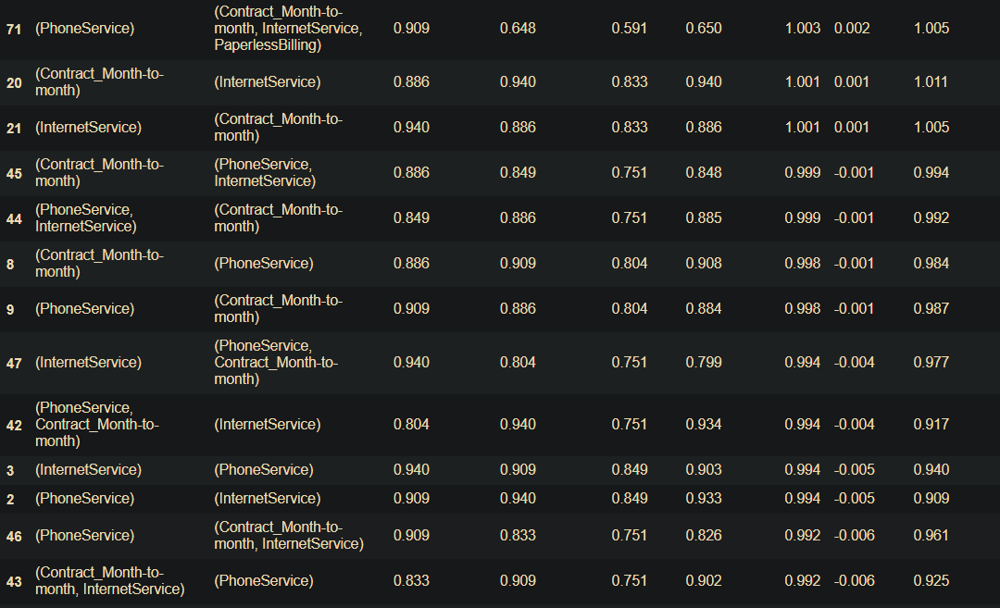 71 (PhoneService) (Contract_Month-to-month, InternetService, PaperlessBilling) 0.909 0.648 0.591 0.650 1.003 0.002 1.005
20 (Contract_Month-to-month) (InternetService) 0.886 0.940 0.833 0.940 1.001 0.001 1.011
21 (InternetService) (Contract_Month-to-month) 0.940 0.886 0.833 0.886 1.001 0.001 1.005
45 (Contract_Month-to-month) (PhoneService, InternetService) 0.886 0.849 0.751 0.848 0.999 -0.001 0.994
44 (PhoneService, InternetService) (Contract_Month-to-month) 0.849 0.886 0.751 0.885 0.999 -0.001 0.992
8 (Contract_Month-to-month) (PhoneService) 0.886 0.909 0.804 0.908 0.998 -0.001 0.984
9 (PhoneService) (Contract_Month-to-month) 0.909 0.886 0.804 0.884 0.998 -0.001 0.987
47 (InternetService) (PhoneService, Contract_Month-to-month) 0.940 0.804 0.751 0.799 0.994 -0.004 0.977
42 (PhoneService, Contract_Month-to-month) (InternetService) 0.804 0.940 0.751 0.934 0.994 -0.004 0.917
3 (InternetService) (PhoneService) 0.940 0.909 0.849 0.903 0.994 -0.005 0.940
2 (PhoneService) (InternetService) 0.909 0.940 0.849 0.933 0.994 -0.005 0.909
46 (PhoneService) (Contract_Month-to-month, InternetService) 0.909 0.833 0.751 0.826 0.992 -0.006 0.961
43 (Contract_Month-to-month, InternetService) (PhoneService) 0.833 0.909 0.751 0.902 0.992 -0.006 0.925